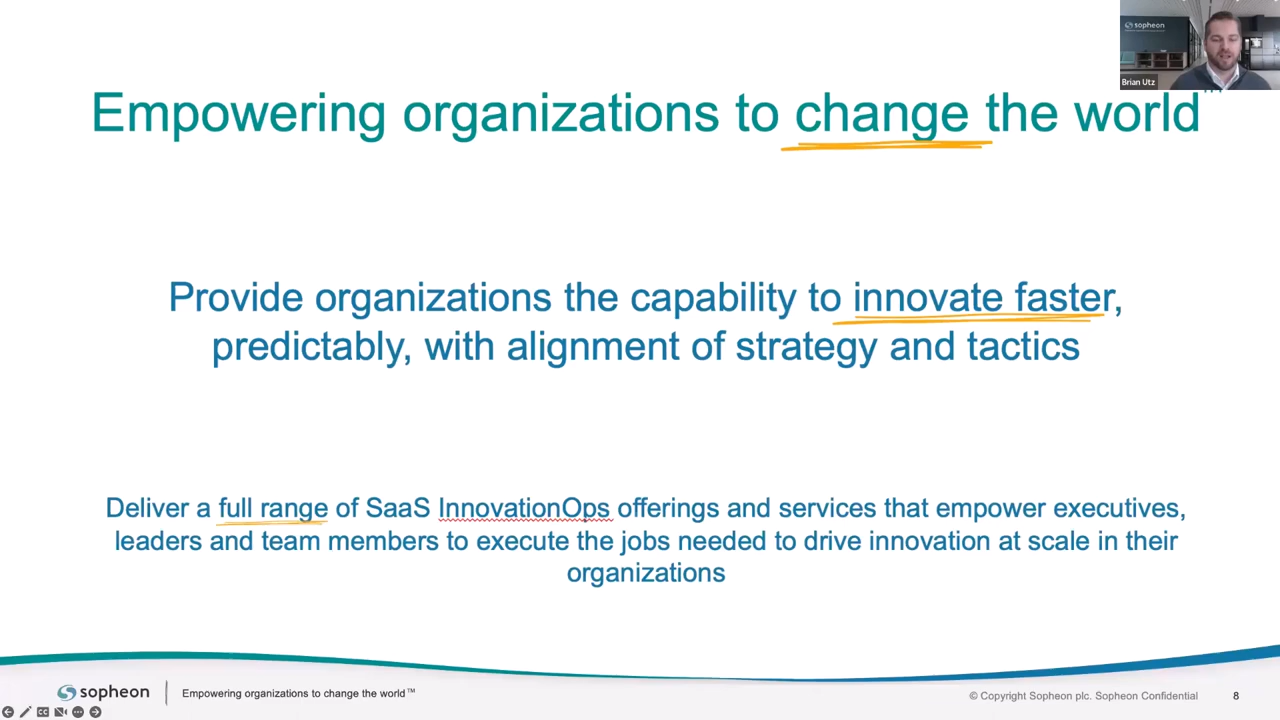 sopheon
Brian Utz
Empowering organizations to change the world™
Provide organizations the capability to innovate faster,
predictably, with alignment of strategy and tactics
Deliver a full range of SaaS InnovationOps offerings and services that empower executives,
leaders and team members to execute the jobs needed to drive innovation at scale in their
organizations
sopheon
Empowering organizations to change the world™
© Copyright Sopheon plc. Sopheon Confidential
8
CC